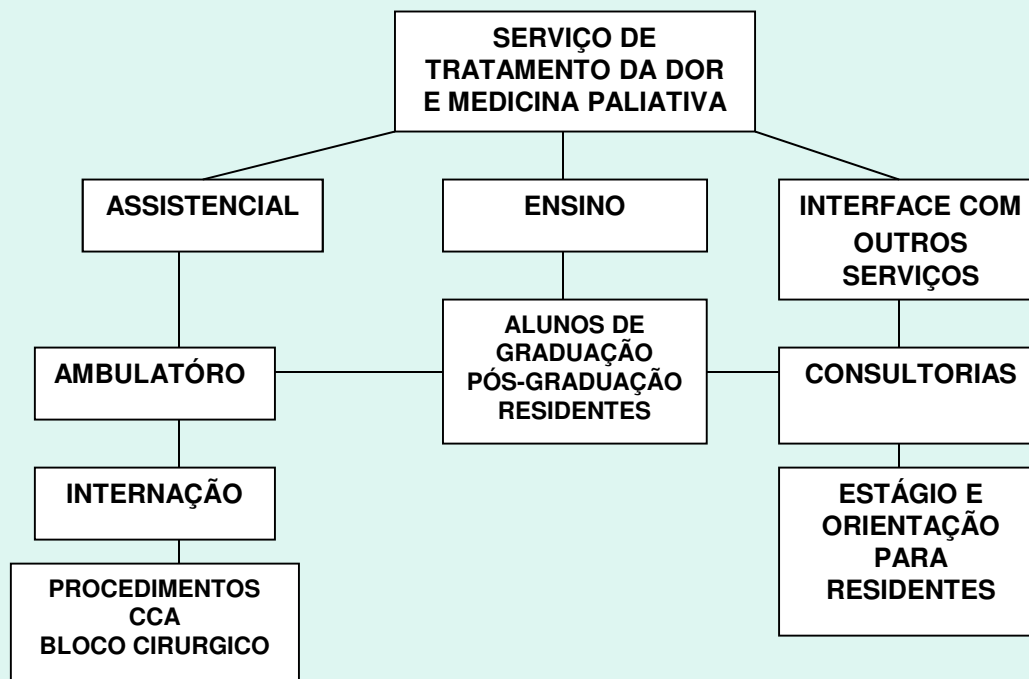 SERVIÇO DE
TRATAMENTO DA DOR
E MEDICINA PALIATIVA
ASSISTENCIAL
ENSINO
INTERFACE COM
OUTROS
SERVIÇOS
AMBULATÓRO
ALUNOS DE
GRADUAÇÃO
PÓS-GRADUAÇÃO
RESIDENTES
CONSULTORIAS
INTERNAÇÃO
ESTÁGIO E
ORIENTAÇÃO
PARA
RESIDENTES
PROCEDIMENTOS
CCA
BLOCO CIRURGICO